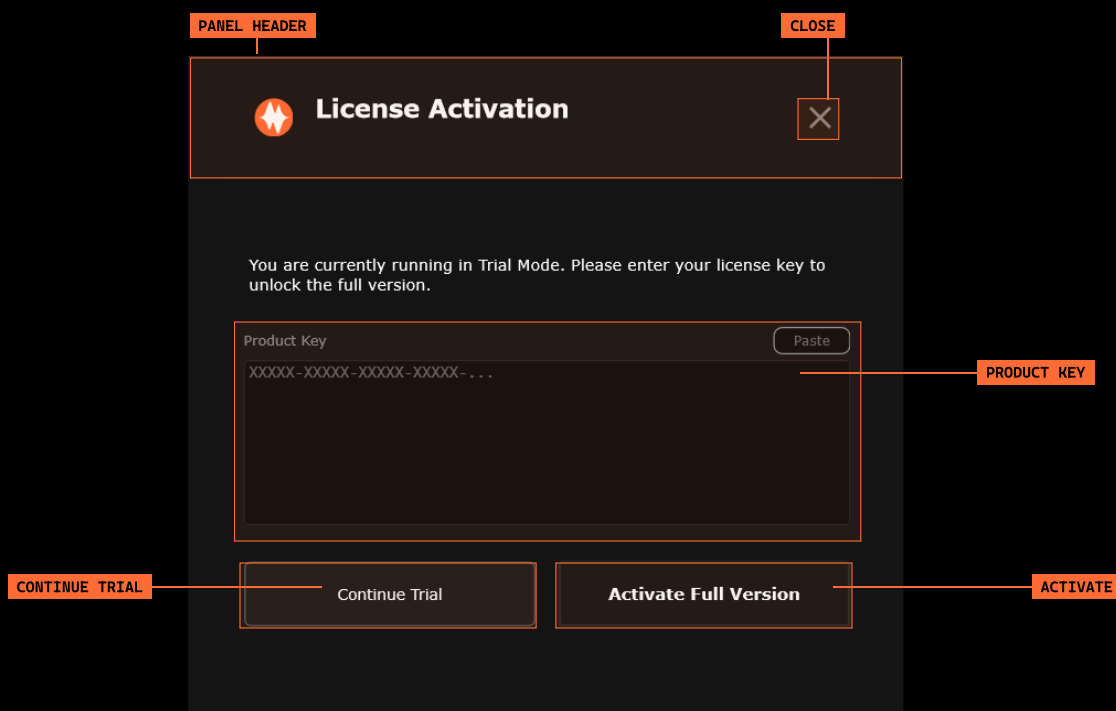 PANEL HEADER
CLOSE
License Activation
You are currently running in Trial Mode. Please enter your license key to
unlock the full version.
Product Key
Paste
XXXXX-XXXXX-XXXXX-XXXXX-...
PRODUCT KEY
CONTINUE TRIAL
Continue Trial
Activate Full Version
ACTIVATE